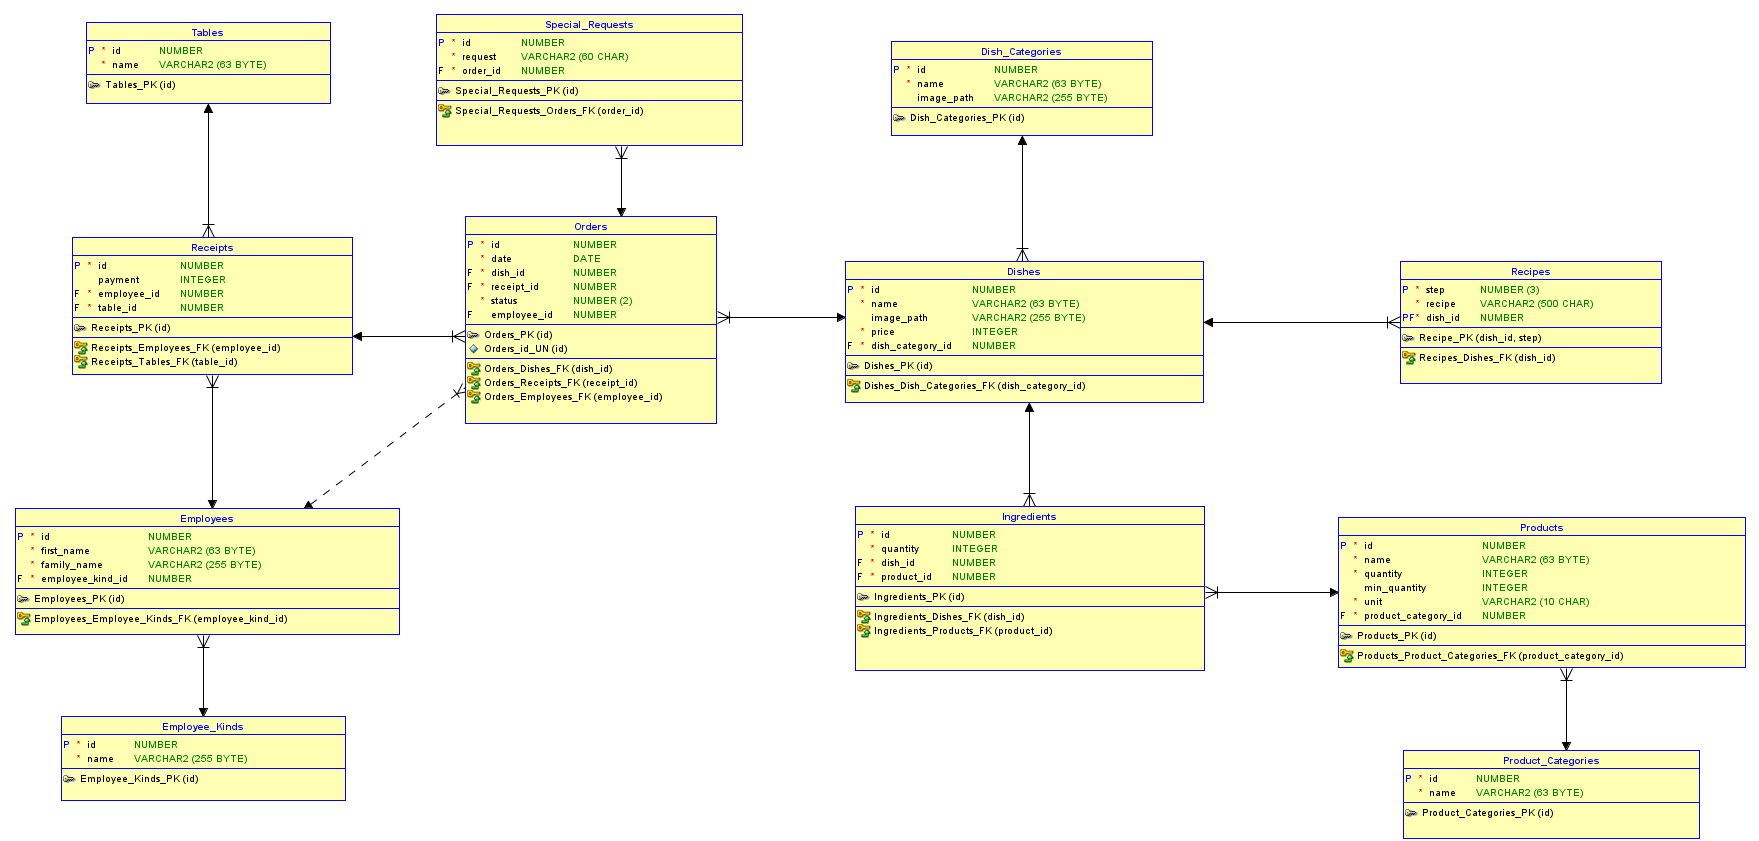 Tables
P * id NUMBER
* name VARCHAR2 (63 BYTE)
Tables_PK (id)
Special_Requests
P * id NUMBER
* request VARCHAR2 (60 CHAR)
F * order_id NUMBER
Special_Requests_PK (id)
Special_Requests_Orders_FK (order_id)
Dish_Categories
P * id NUMBER
* name VARCHAR2 (63 BYTE)
image_path VARCHAR2 (255 BYTE)
Dish_Categories_PK (id)
Receipts
P * id NUMBER
payment INTEGER
F * employee_id NUMBER
F * table_id NUMBER
Receipts_PK (id)
Receipts_Employees_FK (employee_id)
Receipts_Tables_FK (table_id)
Orders
P * id NUMBER
* date DATE
F * dish_id NUMBER
F * receipt_id NUMBER
* status NUMBER (2)
F employee_id NUMBER
Orders_PK (id)
Orders_id_UN (id)
Orders_Dishes_FK (dish_id)
Orders_Receipts_FK (receipt_id)
Orders_Employees_FK (employee_id)
Dishes
P * id NUMBER
* name VARCHAR2 (63 BYTE)
image_path VARCHAR2 (255 BYTE)
* price INTEGER
F * dish_category_id NUMBER
Dishes_PK (id)
Dishes_Dish_Categories_FK (dish_category_id)
Recipes
P * step NUMBER (3)
* recipe VARCHAR2 (500 CHAR)
PF* dish_id NUMBER
Recipe_PK (dish_id, step)
Recipes_Dishes_FK (dish_id)
Employees
P * id NUMBER
* first_name VARCHAR2 (63 BYTE)
* family_name VARCHAR2 (255 BYTE)
F * employee_kind_id NUMBER
Employees_PK (id)
Employees_Employee_Kinds_FK (employee_kind_id)
Ingredients
P * id NUMBER
* quantity INTEGER
F * dish_id NUMBER
F * product_id NUMBER
Ingredients_PK (id)
Ingredients_Dishes_FK (dish_id)
Ingredients_Products_FK (product_id)
Products
P * id NUMBER
* name VARCHAR2 (63 BYTE)
* quantity INTEGER
min_quantity INTEGER
* unit VARCHAR2 (10 CHAR)
F * product_category_id NUMBER
Products_PK (id)
Products_Product_Categories_FK (product_category_id)
Employee_Kinds
P * id NUMBER
* name VARCHAR2 (255 BYTE)
Employee_Kinds_PK (id)
Product_Categories
P * id NUMBER
* name VARCHAR2 (63 BYTE)
Product_Categories_PK (id)